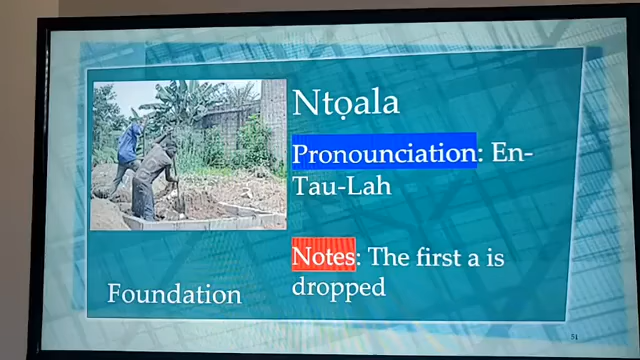 Ntọala
Pronounciation: En-
Tau-Lah
Notes: The first a is
dropped
Foundation
51